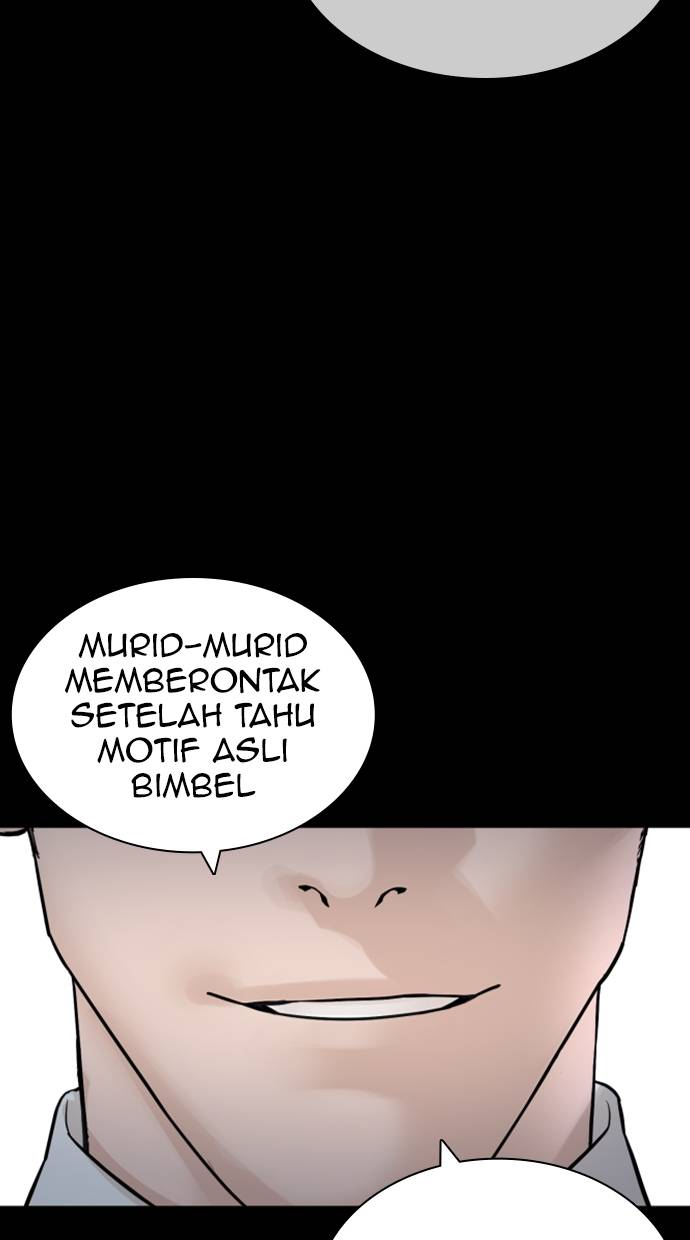 MURID-MURID
MEMBERONTAK
SETELAH TAHU
MOTIF ASLI
BIMBEL